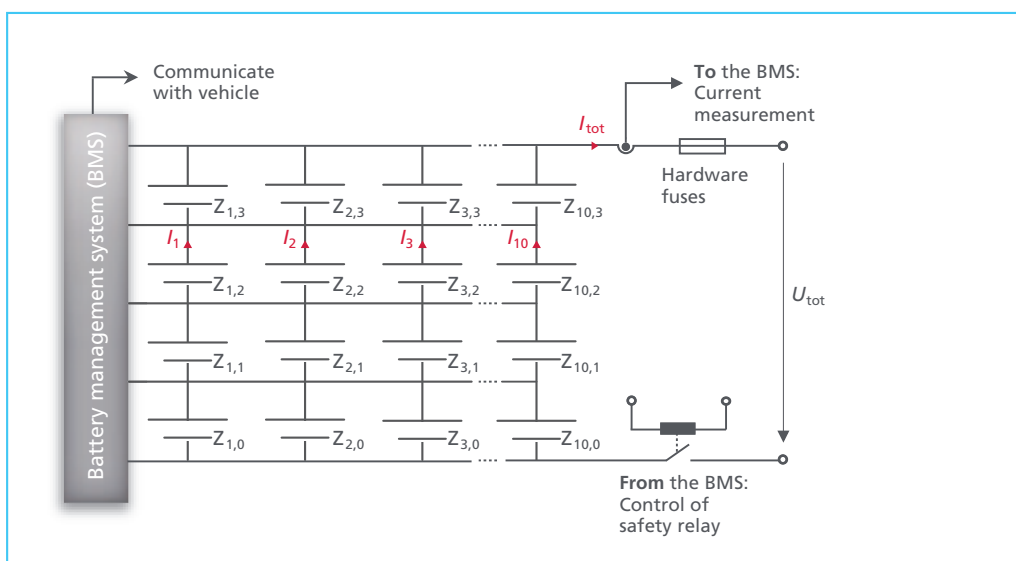 Communicate
with vehicle
To the BMS:
Current
measurement
Battery management system (BMS)
Itot
Hardware
fuses
Z1,3
Z2,3
Z3,3
Z10,3
I1
I2
I3
I10
Z1,2
Z2,2
Z3,2
Z10,2
Utot
Z1,1
Z2,1
Z3,1
Z10,1
Z1,0
Z2,0
Z3,0
Z10,0
From the BMS:
Control of
safety relay